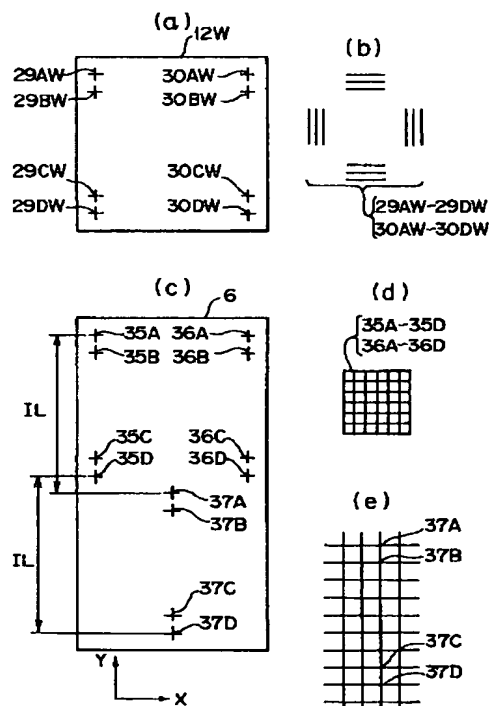 (a)
12W
29AW
30AW
29BW
30BW
29CW
30CW
29DW
30DW
(b)
29AW~29DW
30AW~30DW
(c)
6
35A
36A
35B
36B
IL
35C
36C
35D
36D
37A
37B
IL
37C
37D
Y
X
(d)
35A~35D
36A~36D
(e)
37A
37B
37C
37D